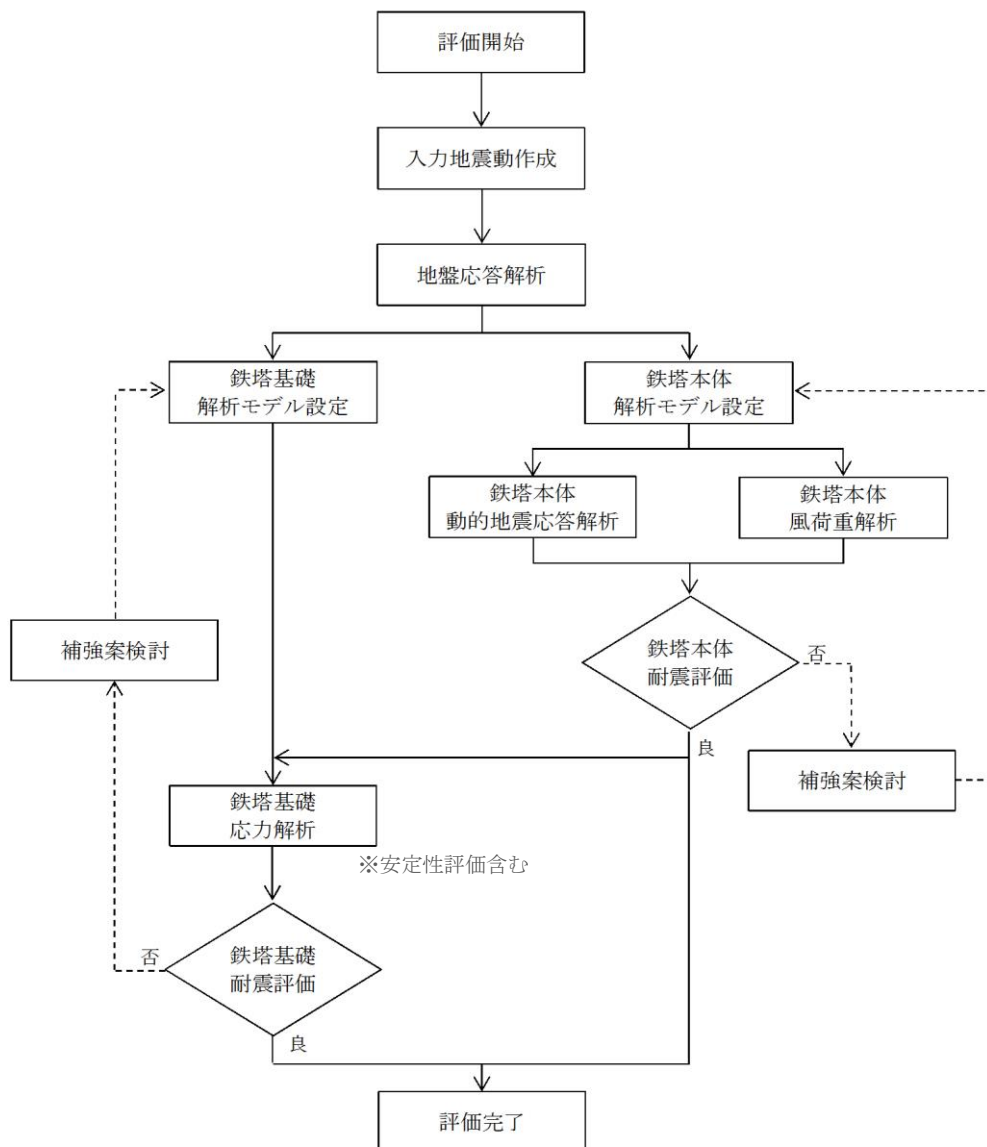 評価開始
入力地震動作成
地盤応答解析
鉄塔基礎
解析モデル設定
鉄塔本体
解析モデル設定
鉄塔本体
動的地震応答解析
鉄塔本体
風荷重解析
補強案検討
鉄塔本体
耐震評価
否
良
補強案検討
鉄塔基礎
応力解析
※安定性評価含む
否
鉄塔基礎
耐震評価
良
評価完了